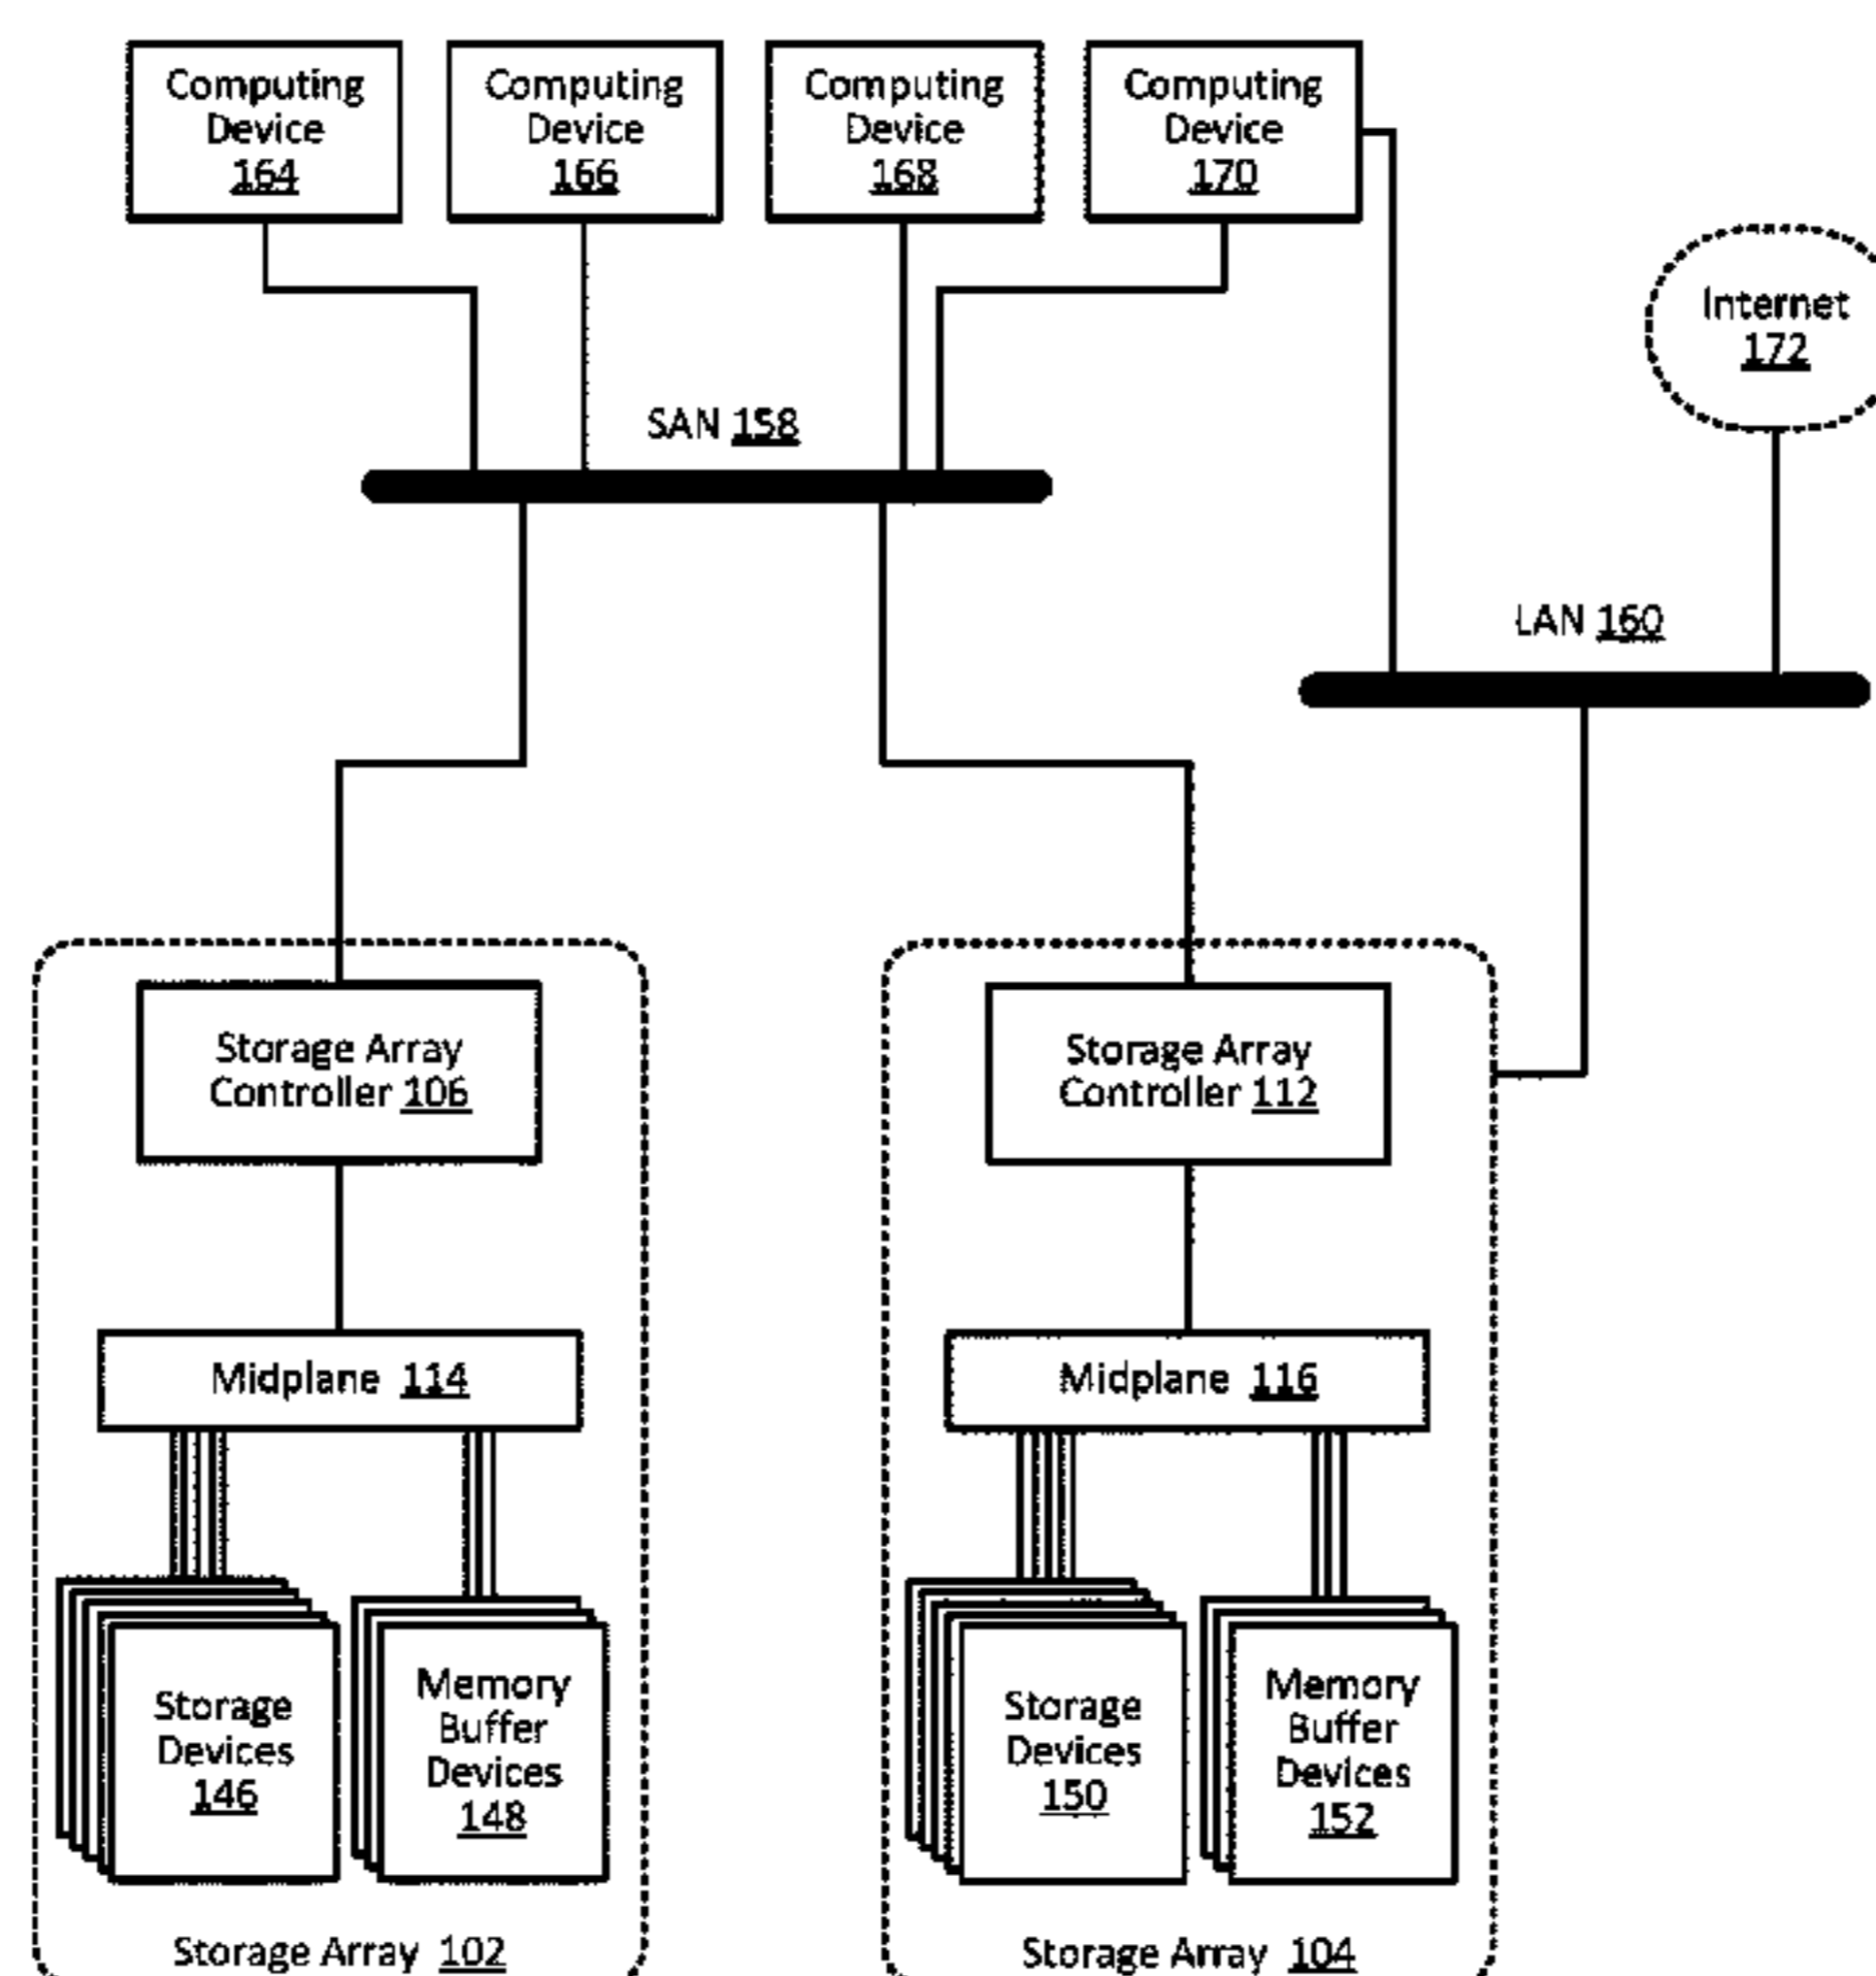 Computing
Device
164
Computing
Device
166
Computing
Device
168
Computing
Device
170
Internet
172
SAN 158
LAN 160
Storage Array
Controller 106
Storage Array
Controller 112
Midplane 114
Midplane 116
Storage
Devices
146
Memory
Buffer
Devices
148
Storage
Devices
150
Memory
Buffer
Devices
152
Storage Array 102
Storage Array 104